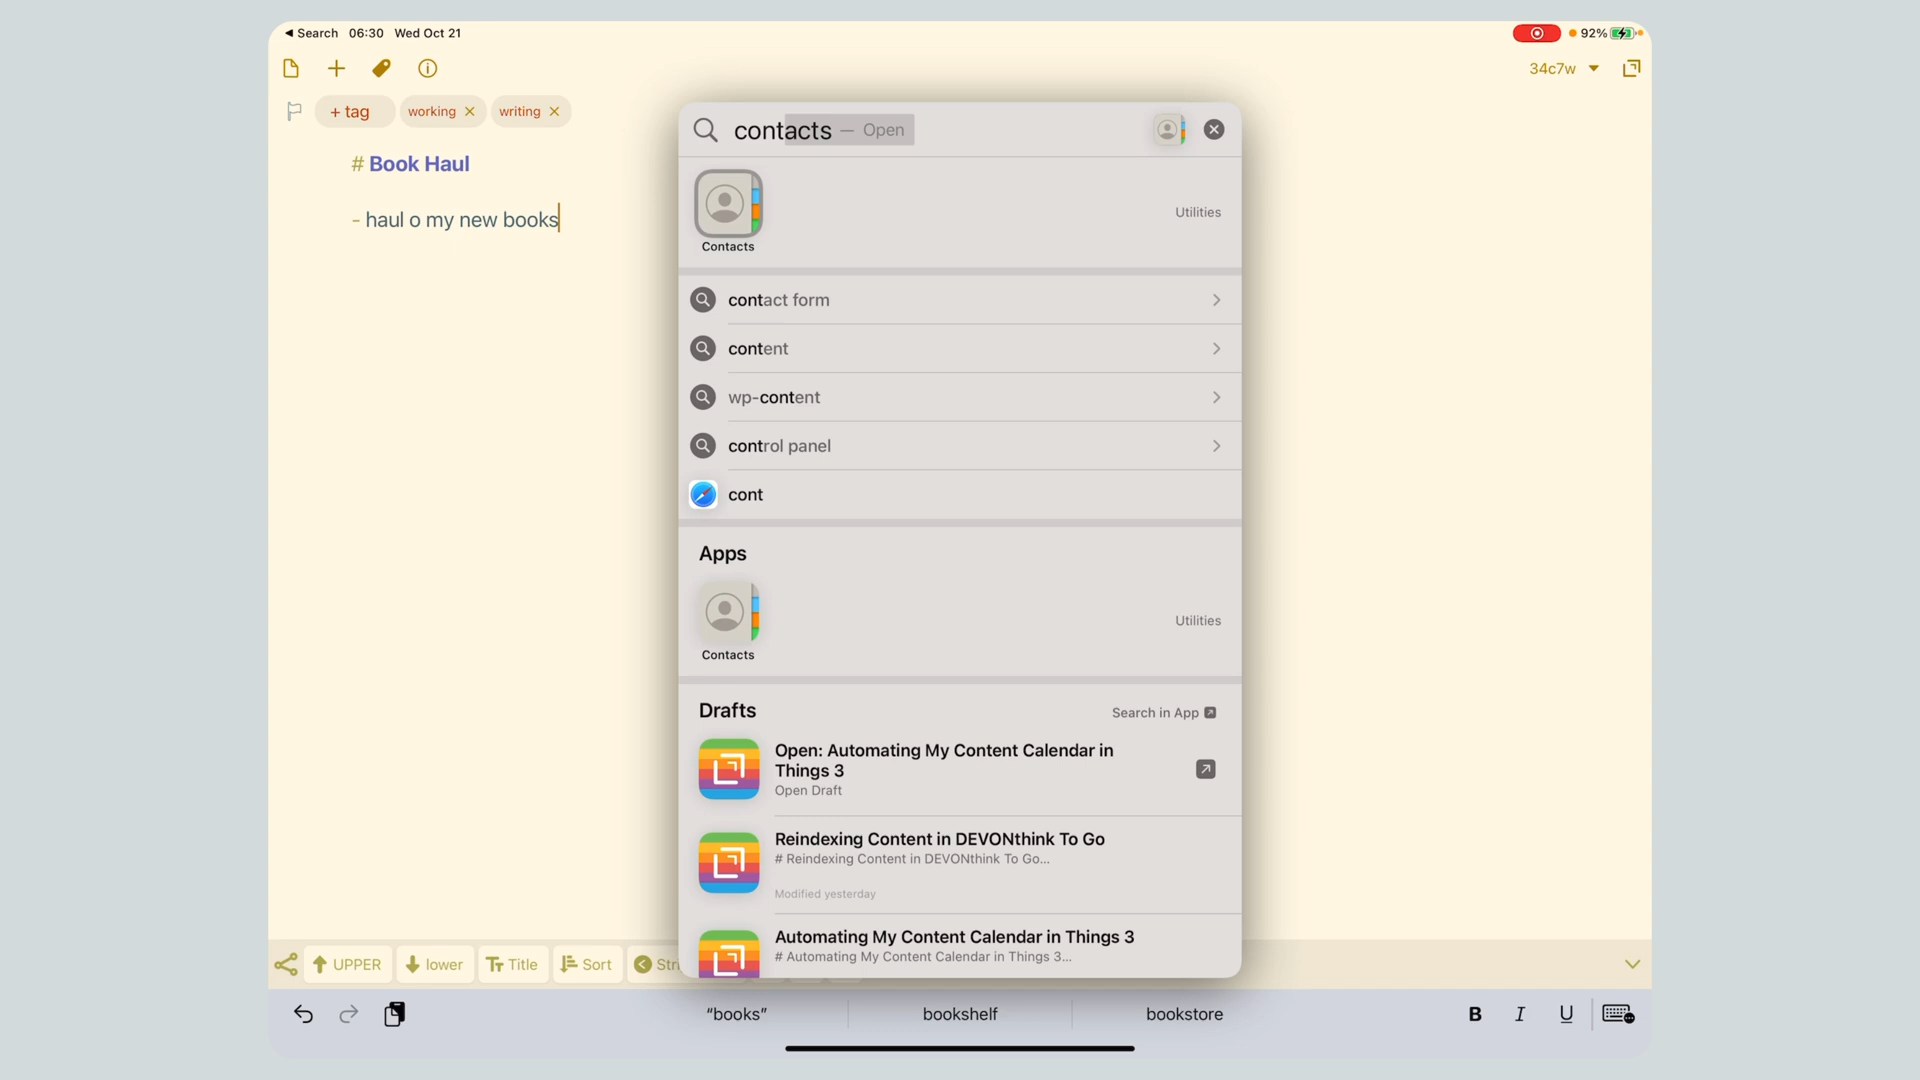 Search 06:30 Wed Oct 21
92%
34c7w
+ tag working writing
# Book Haul
- haul o my new books
contacts — Open
Utilities
Contacts
contact form
content
wp-content
control panel
cont
Apps
Utilities
Contacts
Drafts
Search in App
Open: Automating My Content Calendar in
Things 3
Open Draft
Reindexing Content in DEVONthink To Go
# Reindexing Content in DEVONthink To Go...
Modified yesterday
Automating My Content Calendar in Things 3
# Automating My Content Calendar in Things 3...
UPPER lower Tт Title Sort Stri
“books” bookshelf bookstore
B I U